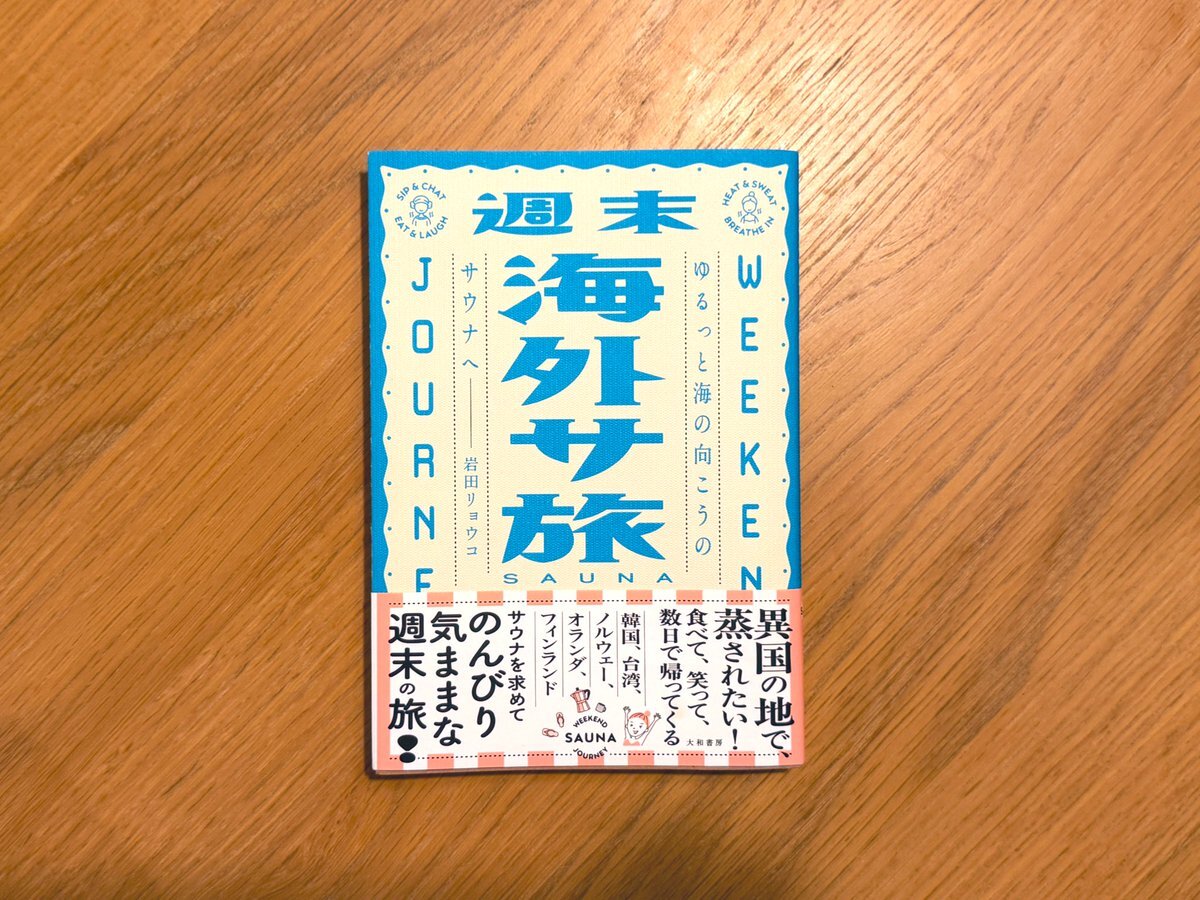 週末
海外サ旅
SAUNA
WEEKEN
ゆるっと海の向こうの
サウナへ
岩田リョウコ
JOURNE
SIP & CHAT
EAT & LAUGH
HEAT & SWEAT
BREATHE IN
異国の地で、
蒸されたい！
食べて、笑って、
数日で帰ってくる
韓国、台湾、
ノルウェー、
オランダ、
フィンランド
サウナを求めて
のんびり
気ままな
週末の旅！
WEEKEND
SAUNA
JOURNEY
大和書房